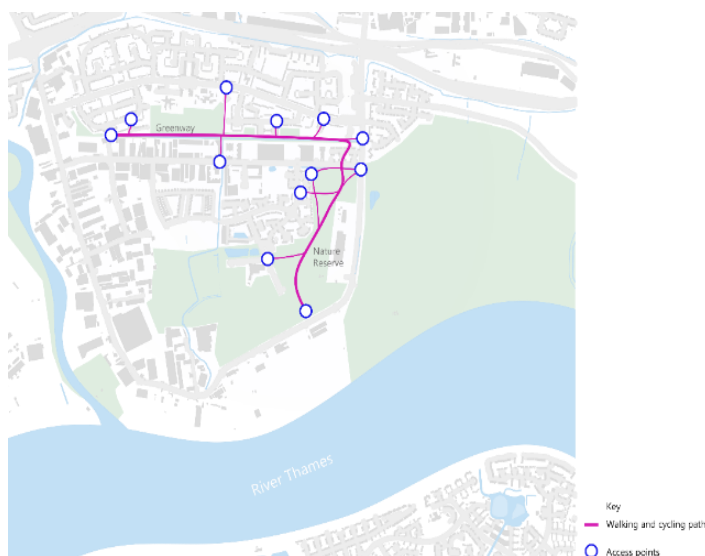 Greenway
Nature
Reserve
River Thames
Key
Walking and cycling path
Access points